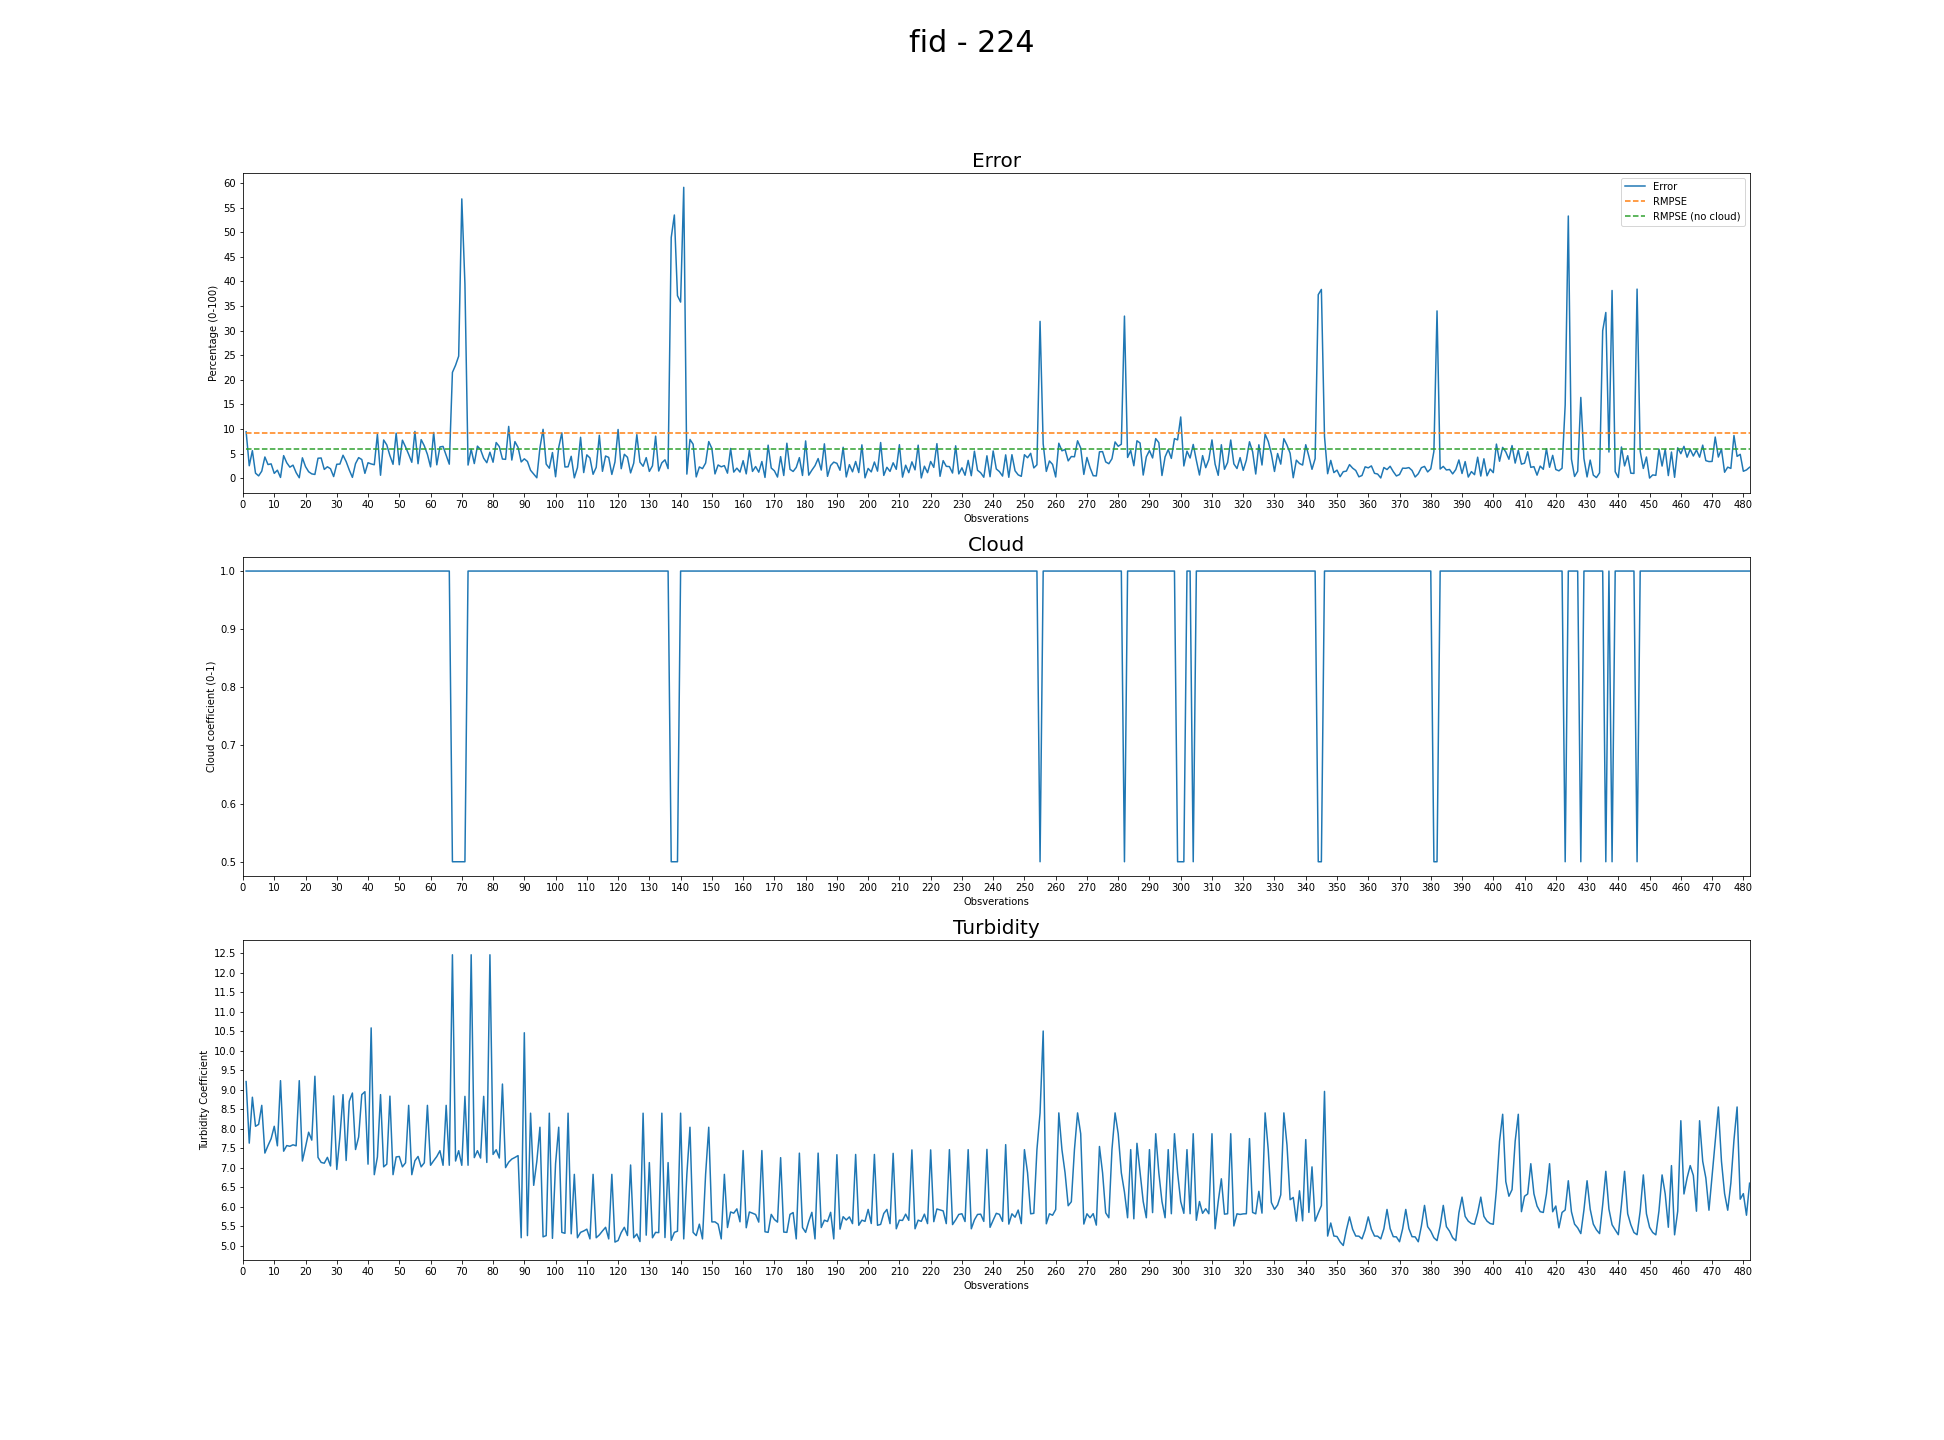 fid - 224
Error
Percentage (0-100)
60
55
50
45
40
35
30
25
20
15
10
5
0
Error
RMPSE
RMPSE (no cloud)
0 10 20 30 40 50 60 70 80 90 100 110 120 130 140 150 160 170 180 190 200 210 220 230 240 250 260 270 280 290 300 310 320 330 340 350 360 370 380 390 400 410 420 430 440 450 460 470 480
Obsverations
Cloud
Cloud coefficient (0-1)
1.0
0.9
0.8
0.7
0.6
0.5
0 10 20 30 40 50 60 70 80 90 100 110 120 130 140 150 160 170 180 190 200 210 220 230 240 250 260 270 280 290 300 310 320 330 340 350 360 370 380 390 400 410 420 430 440 450 460 470 480
Obsverations
Turbidity
Turbidity Coefficient
12.5
12.0
11.5
11.0
10.5
10.0
9.5
9.0
8.5
8.0
7.5
7.0
6.5
6.0
5.5
5.0
0 10 20 30 40 50 60 70 80 90 100 110 120 130 140 150 160 170 180 190 200 210 220 230 240 250 260 270 280 290 300 310 320 330 340 350 360 370 380 390 400 410 420 430 440 450 460 470 480
Obsverations